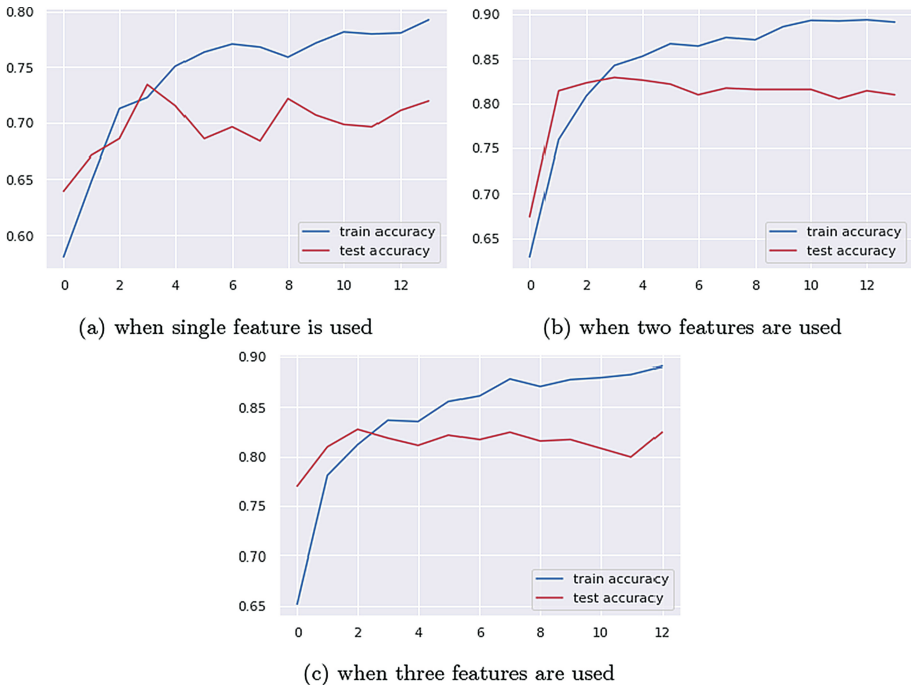 0.80
0.75
0.70
0.65
0.60
train accuracy
test accuracy
0 2 4 6 8 10 12
(a) when single feature is used
0.90
0.85
0.80
0.75
0.70
0.65
train accuracy
test accuracy
0 2 4 6 8 10 12
(b) when two features are used
0.90
0.85
0.80
0.75
0.70
0.65
train accuracy
test accuracy
0 2 4 6 8 10 12
(c) when three features are used